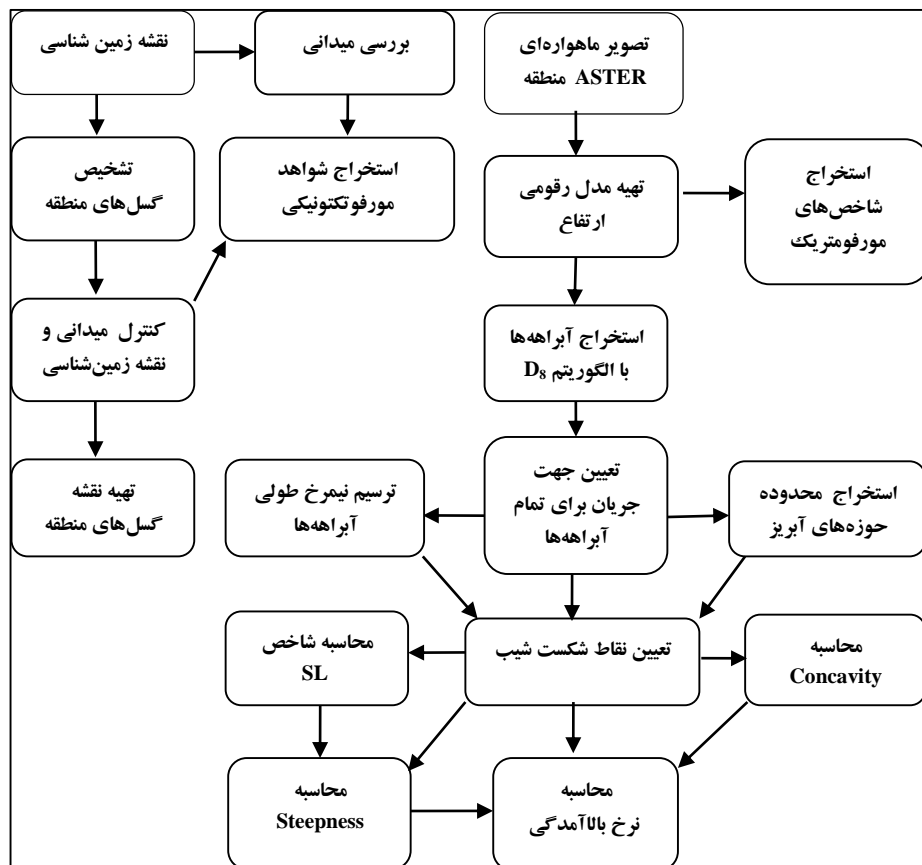 نقشه زمین شناسی
بررسی میدانی
تصویر ماهواره‌ای
ASTER منطقه
تشخیص
گسل‌های منطقه
استخراج شواهد
مورفوتکتونیکی
تهیه مدل رقومی
ارتفاع
استخراج
شاخص‌های
مورفومتریک
کنترل میدانی و
نقشه زمین‌شناسی
استخراج آبراهه‌ها
با الگوریتم D₈
تهیه نقشه
گسل‌های منطقه
ترسیم نیمرخ طولی
آبراهه‌ها
تعیین جهت
جریان برای تمام
آبراهه‌ها
استخراج محدوده
حوزه‌های آبریز
محاسبه شاخص
SL
تعیین نقاط شکست شیب
محاسبه
Concavity
محاسبه
Steepness
محاسبه
نرخ بالاآمدگی